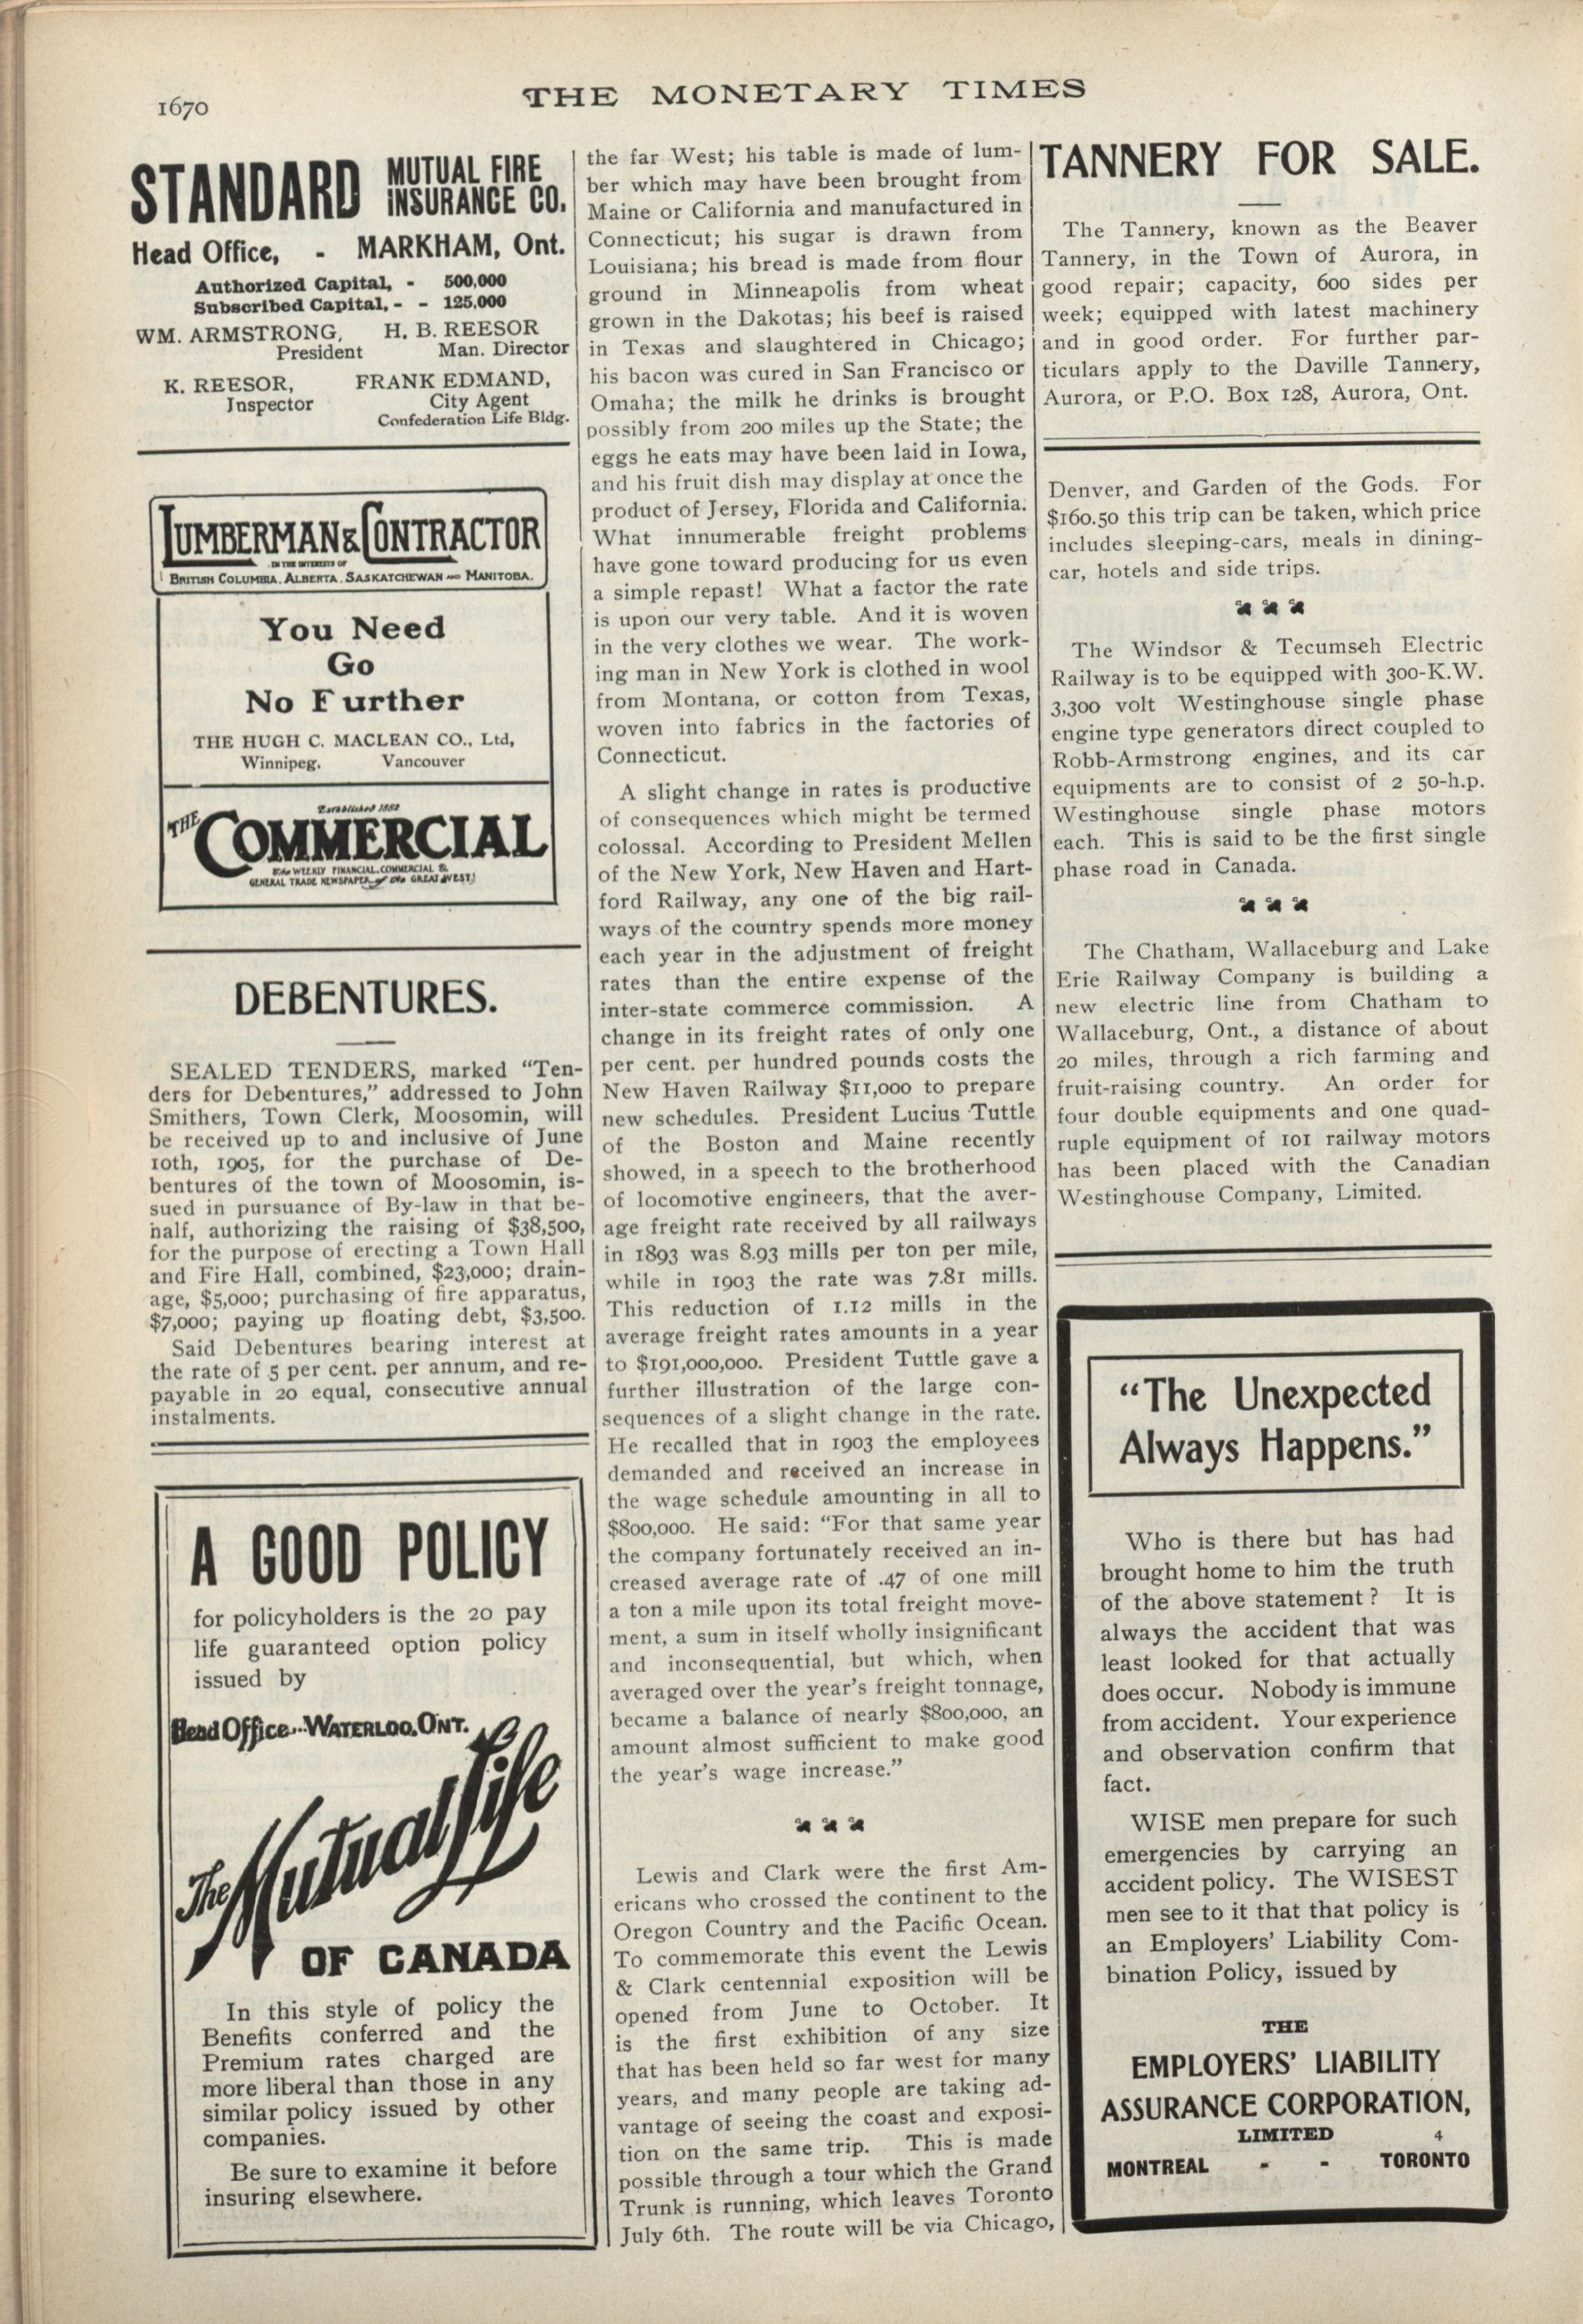 1670
THE MONETARY TIMES
STANDARD MUTUAL FIRE
INSURANCE CO.
Head Office, - MARKHAM, Ont.
Authorized Capital, - 500,000
Subscribed Capital, - - 125,000
WM. ARMSTRONG, H. B. REESOR
President Man. Director
K. REESOR, FRANK EDMAND,
Inspector City Agent
Confederation Life Bldg.
LUMBERMAN & CONTRACTOR
IN THE INTERESTS OF
BRITISH COLUMBIA, ALBERTA, SASKATCHEWAN AND MANITOBA.
You Need
Go
No Further
THE HUGH C. MACLEAN CO., Ltd,
Winnipeg. Vancouver
Established 1882
THE COMMERCIAL
The WEEKLY FINANCIAL, COMMERCIAL &
GENERAL TRADE NEWSPAPER of the GREAT WEST!
DEBENTURES.
SEALED TENDERS, marked "Ten-
ders for Debentures," addressed to John
Smithers, Town Clerk, Moosomin, will
be received up to and inclusive of June
10th, 1905, for the purchase of De-
bentures of the town of Moosomin, is-
sued in pursuance of By-law in that be-
half, authorizing the raising of $38,500,
for the purpose of erecting a Town Hall
and Fire Hall, combined, $23,000; drain-
age, $5,000; purchasing of fire apparatus,
$7,000; paying up floating debt, $3,500.
Said Debentures bearing interest at
the rate of 5 per cent. per annum, and re-
payable in 20 equal, consecutive annual
instalments.
A GOOD POLICY
for policyholders is the 20 pay
life guaranteed option policy
issued by
Head Office...WATERLOO, ONT.
The Mutual Life
OF CANADA
In this style of policy the
Benefits conferred and the
Premium rates charged are
more liberal than those in any
similar policy issued by other
companies.
Be sure to examine it before
insuring elsewhere.
the far West; his table is made of lum-
ber which may have been brought from
Maine or California and manufactured in
Connecticut; his sugar is drawn from
Louisiana; his bread is made from flour
ground in Minneapolis from wheat
grown in the Dakotas; his beef is raised
in Texas and slaughtered in Chicago;
his bacon was cured in San Francisco or
Omaha; the milk he drinks is brought
possibly from 200 miles up the State; the
eggs he eats may have been laid in Iowa,
and his fruit dish may display at once the
product of Jersey, Florida and California.
What innumerable freight problems
have gone toward producing for us even
a simple repast! What a factor the rate
is upon our very table. And it is woven
in the very clothes we wear. The work-
ing man in New York is clothed in wool
from Montana, or cotton from Texas,
woven into fabrics in the factories of
Connecticut.
A slight change in rates is productive
of consequences which might be termed
colossal. According to President Mellen
of the New York, New Haven and Hart-
ford Railway, any one of the big rail-
ways of the country spends more money
each year in the adjustment of freight
rates than the entire expense of the
inter-state commerce commission. A
change in its freight rates of only one
per cent. per hundred pounds costs the
New Haven Railway $11,000 to prepare
new schedules. President Lucius Tuttle
of the Boston and Maine recently
showed, in a speech to the brotherhood
of locomotive engineers, that the aver-
age freight rate received by all railways
in 1893 was 8.93 mills per ton per mile,
while in 1903 the rate was 7.81 mills.
This reduction of 1.12 mills in the
average freight rates amounts in a year
to $191,000,000. President Tuttle gave a
further illustration of the large con-
sequences of a slight change in the rate.
He recalled that in 1903 the employees
demanded and received an increase in
the wage schedule amounting in all to
$800,000. He said: "For that same year
the company fortunately received an in-
creased average rate of .47 of one mill
a ton a mile upon its total freight move-
ment, a sum in itself wholly insignificant
and inconsequential, but which, when
averaged over the year's freight tonnage,
became a balance of nearly $800,000, an
amount almost sufficient to make good
the year's wage increase."
Lewis and Clark were the first Am-
ericans who crossed the continent to the
Oregon Country and the Pacific Ocean.
To commemorate this event the Lewis
& Clark centennial exposition will be
opened from June to October. It
is the first exhibition of any size
that has been held so far west for many
years, and many people are taking ad-
vantage of seeing the coast and exposi-
tion on the same trip. This is made
possible through a tour which the Grand
Trunk is running, which leaves Toronto
July 6th. The route will be via Chicago,
TANNERY FOR SALE.
The Tannery, known as the Beaver
Tannery, in the Town of Aurora, in
good repair; capacity, 600 sides per
week; equipped with latest machinery
and in good order. For further par-
ticulars apply to the Daville Tannery,
Aurora, or P.O. Box 128, Aurora, Ont.
Denver, and Garden of the Gods. For
$160.50 this trip can be taken, which price
includes sleeping-cars, meals in dining-
car, hotels and side trips.
The Windsor & Tecumseh Electric
Railway is to be equipped with 300-K.W.
3,300 volt Westinghouse single phase
engine type generators direct coupled to
Robb-Armstrong engines, and its car
equipments are to consist of 2 50-h.p.
Westinghouse single phase motors
each. This is said to be the first single
phase road in Canada.
The Chatham, Wallaceburg and Lake
Erie Railway Company is building a
new electric line from Chatham to
Wallaceburg, Ont., a distance of about
20 miles, through a rich farming and
fruit-raising country. An order for
four double equipments and one quad-
ruple equipment of 101 railway motors
has been placed with the Canadian
Westinghouse Company, Limited.
"The Unexpected
Always Happens."
Who is there but has had
brought home to him the truth
of the above statement? It is
always the accident that was
least looked for that actually
does occur. Nobody is immune
from accident. Your experience
and observation confirm that
fact.
WISE men prepare for such
emergencies by carrying an
accident policy. The WISEST
men see to it that that policy is
an Employers' Liability Com-
bination Policy, issued by
THE
EMPLOYERS' LIABILITY
ASSURANCE CORPORATION,
LIMITED 4
MONTREAL - - TORONTO